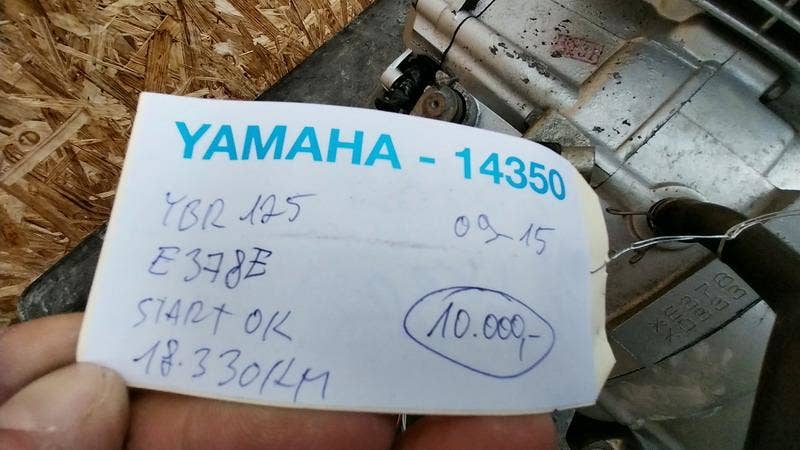 YAMAHA - 14350
YBR 125 09-15
E378E
START OK
10.000,-
18.330KM